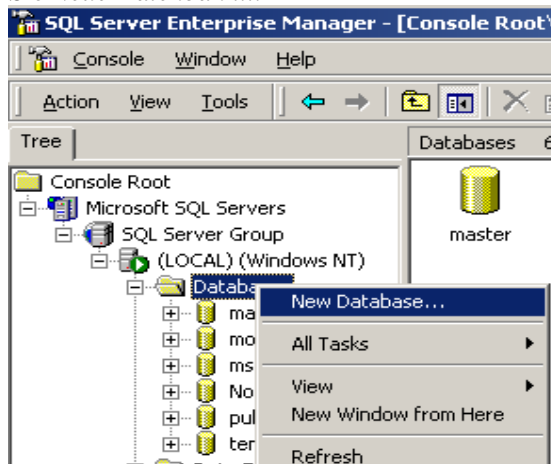 SQL Server Enterprise Manager - [Console Root\
Console Window Help
Action View Tools
Tree
Databases 6
Console Root
Microsoft SQL Servers
SQL Server Group
master
(LOCAL) (Windows NT)
Databa
New Database...
ma
mo
All Tasks
ms
No
View
pul
New Window from Here
ter
Refresh